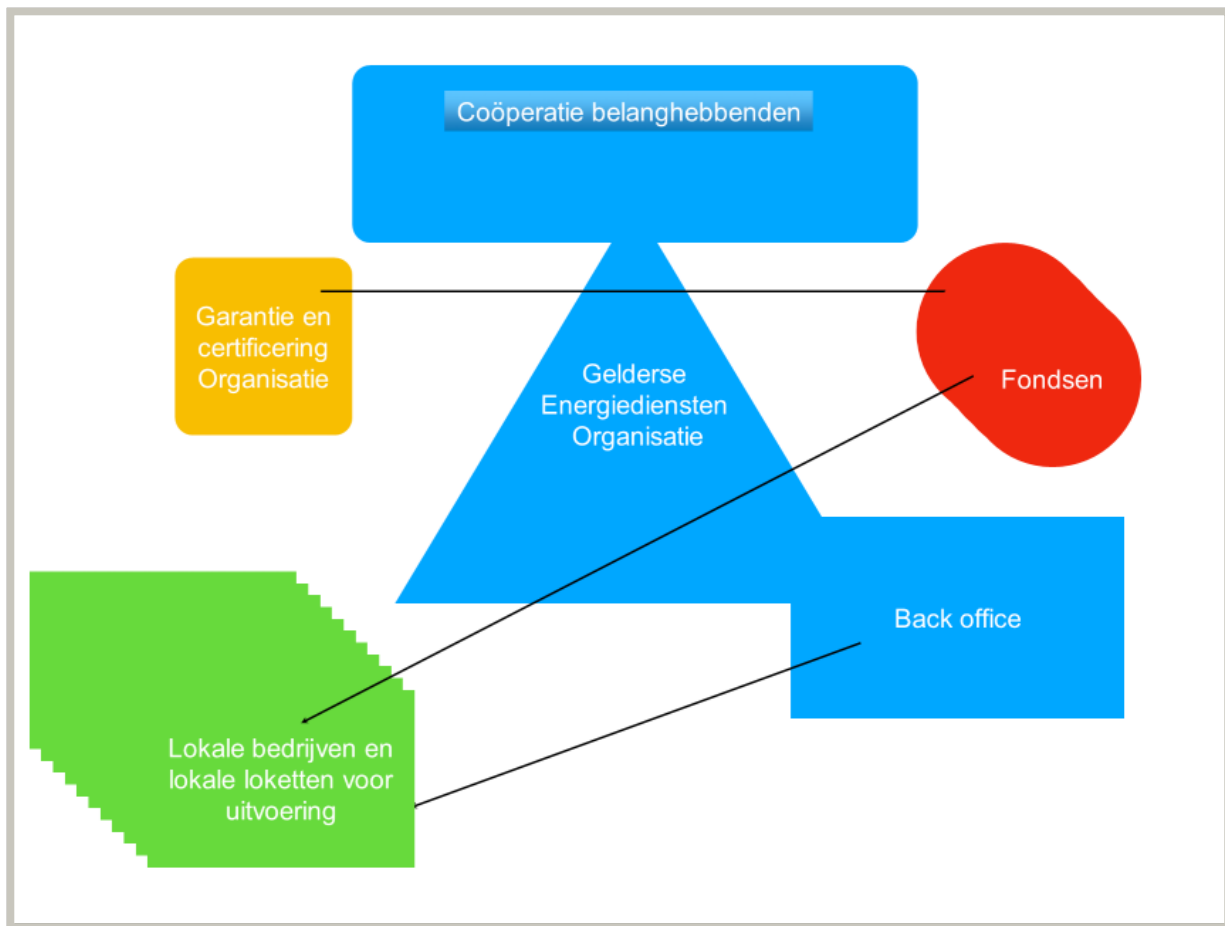 Coöperatie belanghebbenden
Garantie en
certificering
Organisatie
Gelderse
Energiediensten
Organisatie
Fondsen
Back office
Lokale bedrijven en
lokale loketten voor
uitvoering